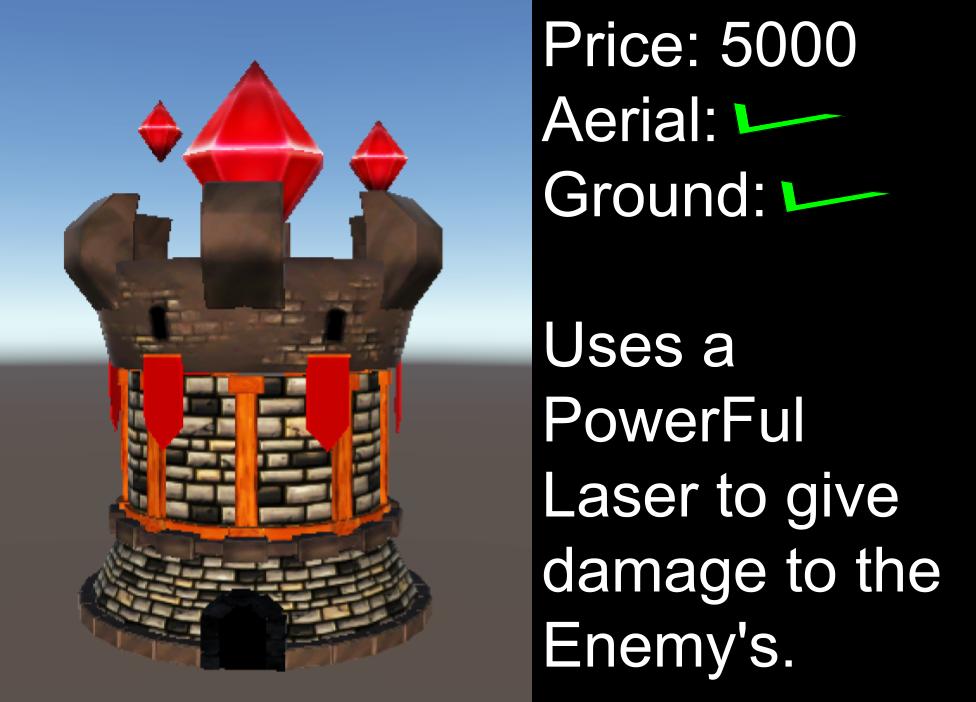 Price: 5000
Aerial:
Ground:
Uses a
PowerFul
Laser to give
damage to the
Enemy's.